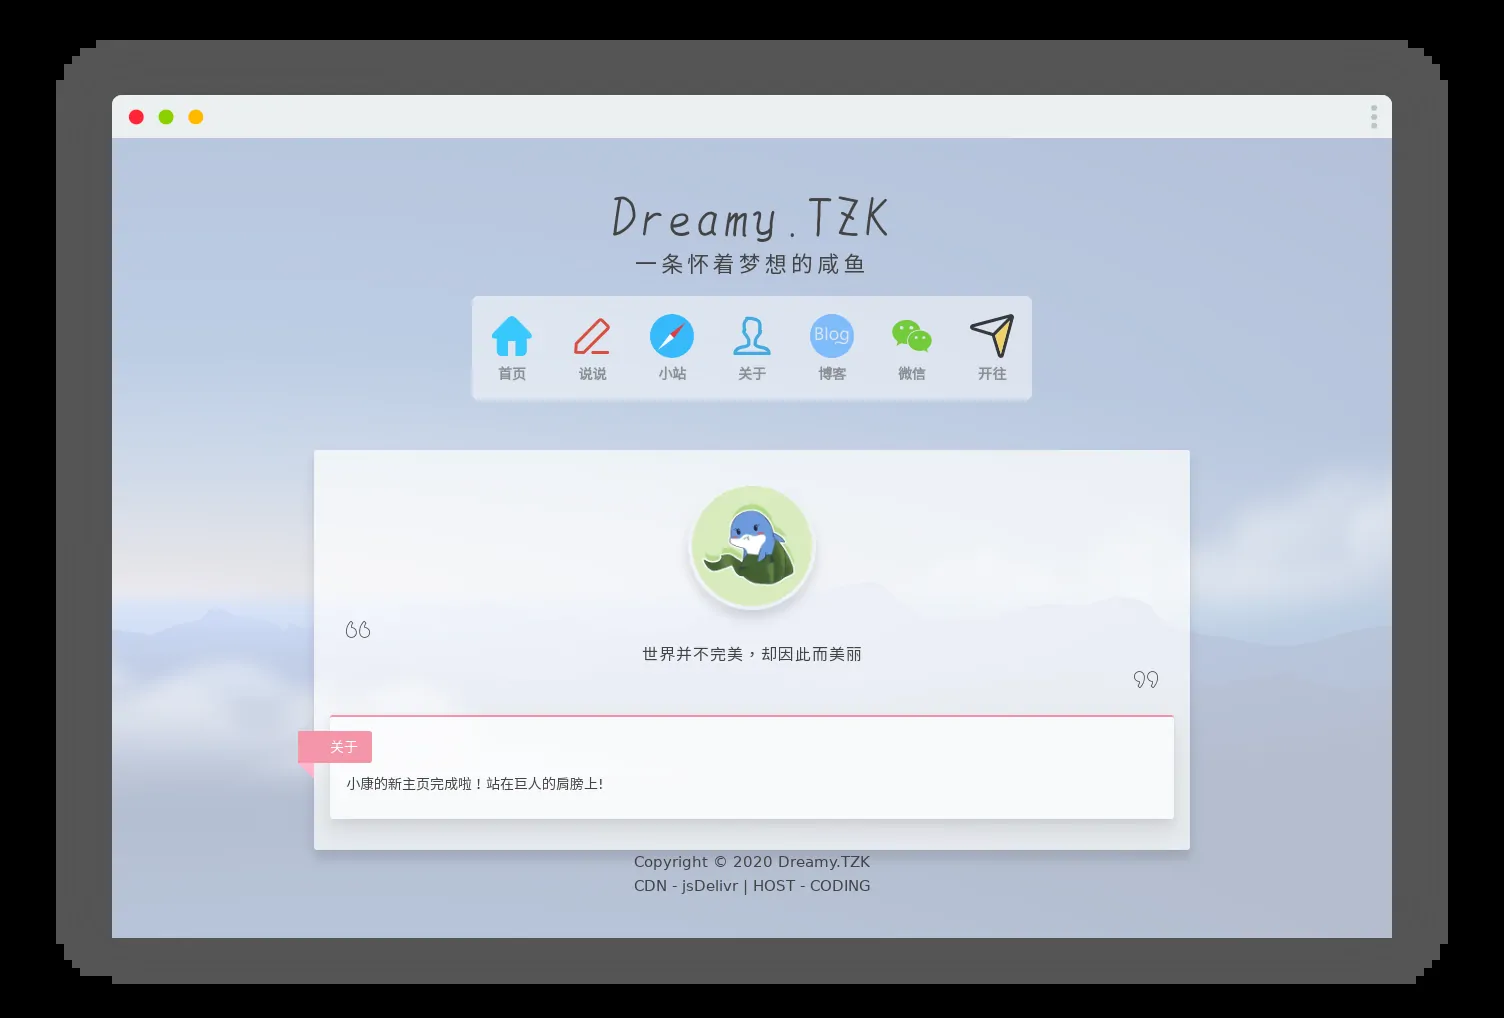 Dreamy.TZK
一条怀着梦想的咸鱼
首页 说说 小站 关于 Blog 博客 微信 开往
世界并不完美，却因此而美丽
关于
小康的新主页完成啦！站在巨人的肩膀上!
Copyright © 2020 Dreamy.TZK
CDN - jsDelivr | HOST - CODING